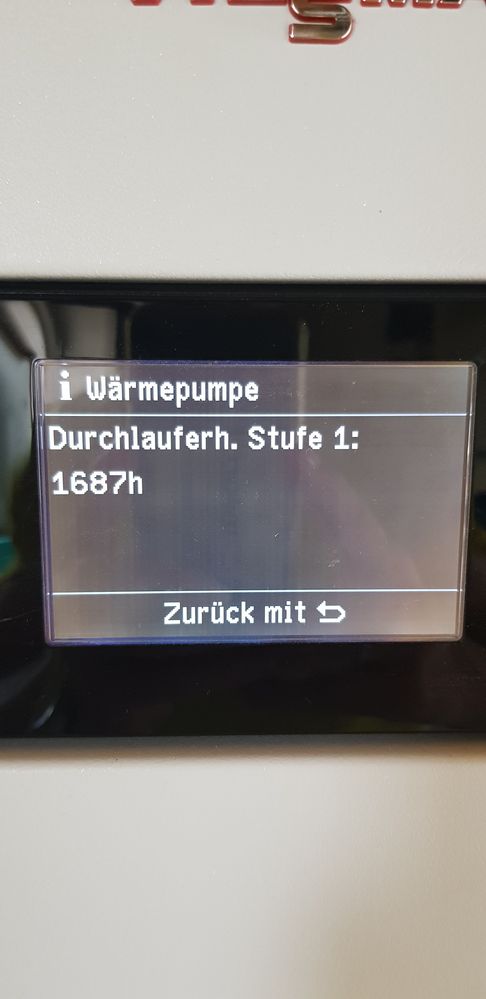 i Wärmepumpe
Durchlauferh. Stufe 1:
1687h
Zurück mit